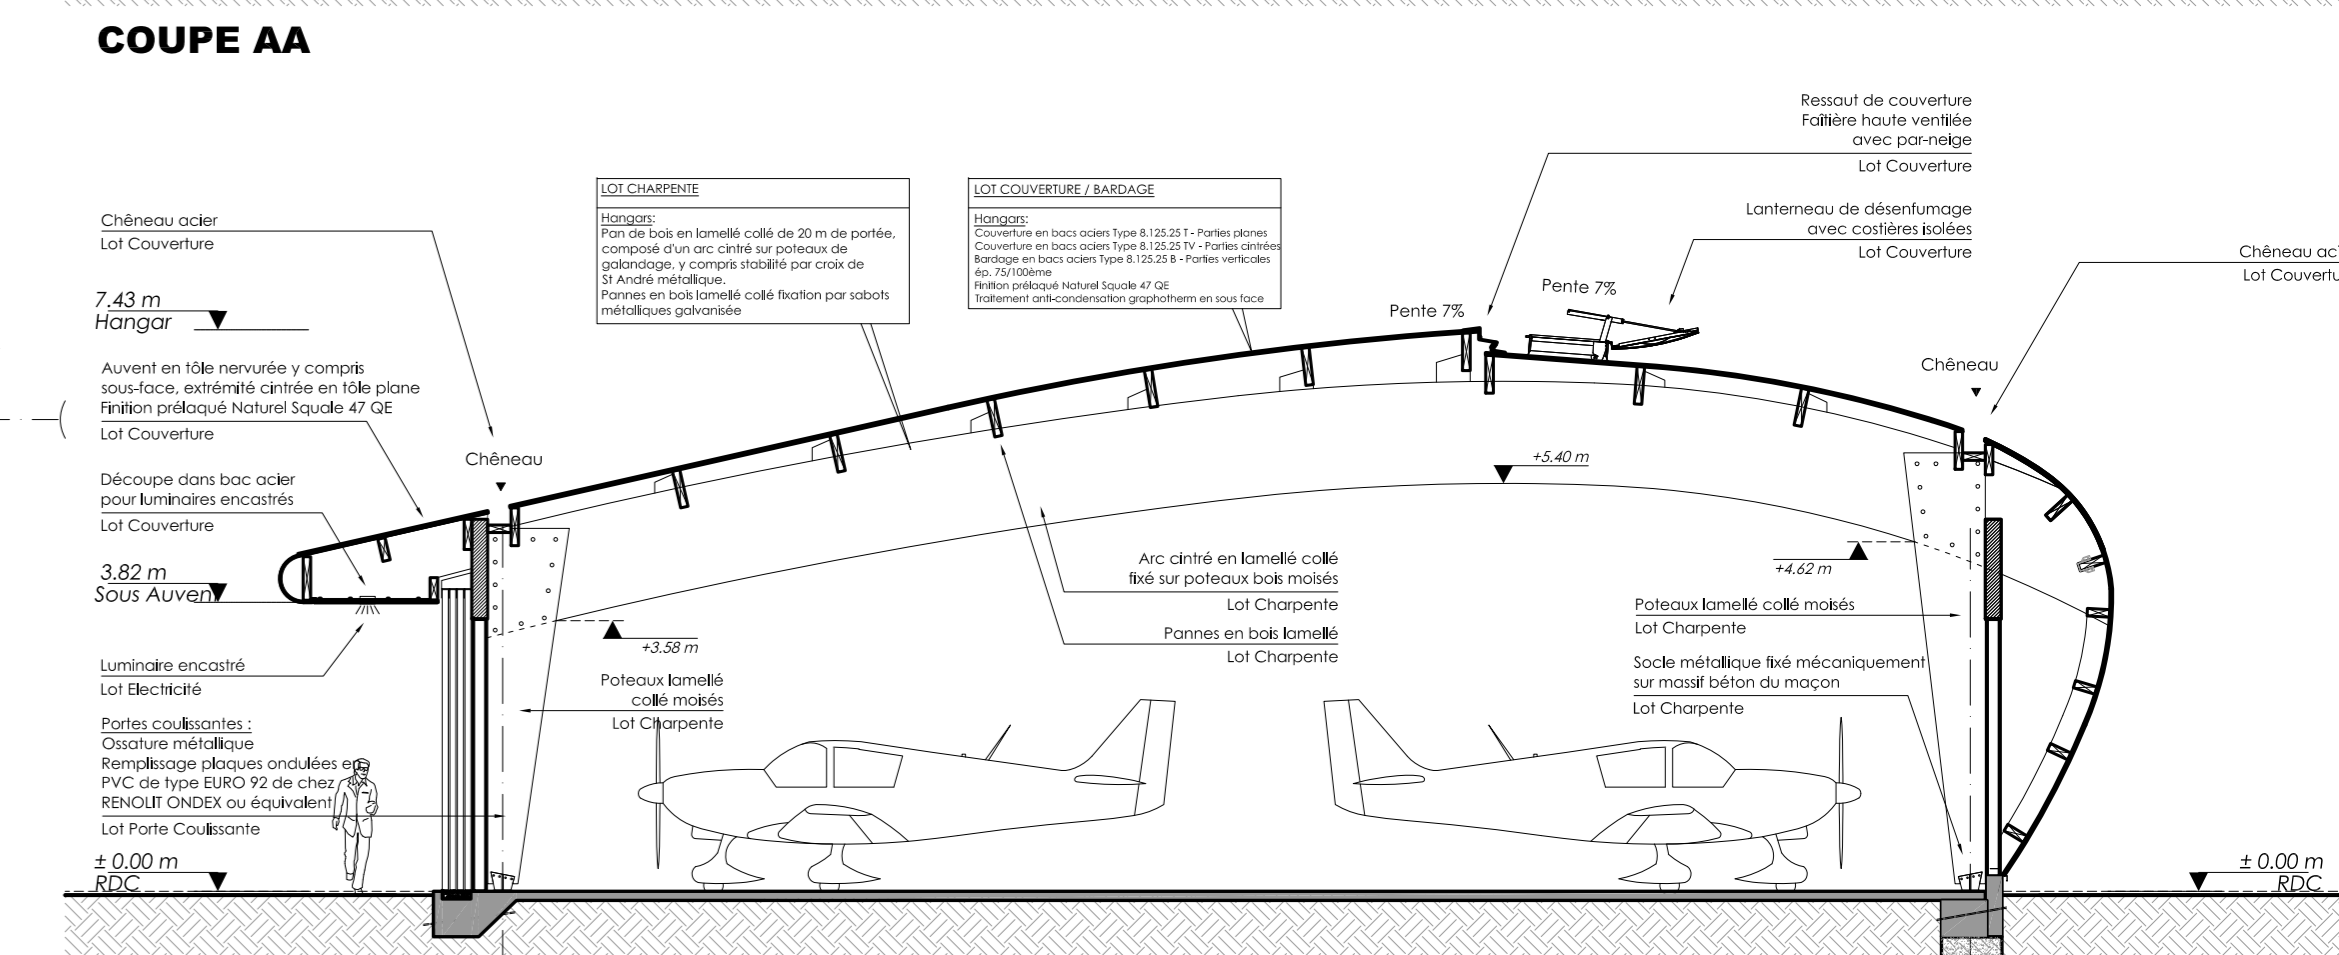 COUPE AA
Ressaut de couverture
Faîtière haute ventilée
avec par-neige
Lot Couverture
LOT CHARPENTE
Hangars:
Pan de bois en lamellé collé de 20 m de portée,
composé d'un arc cintré sur poteaux de
galandage, y compris stabilité par croix de
St André métallique.
Pannes en bois lamellé collé fixation par sabots
métalliques galvanisée
LOT COUVERTURE / BARDAGE
Hangars:
Couverture en bacs aciers Type 8.125.25 T - Parties planes
Couverture en bacs aciers Type 8.125.25 TV - Parties cintrées
Bardage en bacs aciers Type 8.125.25 B - Parties verticales
ép. 75/100ème
Finition prélaqué Naturel Squale 47 QE
Traitement anti-condensation graphotherm en sous face
Lanterneau de désenfumage
avec costières isolées
Lot Couverture
Chêneau acier
Lot Couverture
Chêneau aci
Lot Couvertu
7.43 m
Hangar
Pente 7%
Pente 7%
Auvent en tôle nervurée y compris
sous-face, extrémité cintrée en tôle plane
Finition prélaqué Naturel Squale 47 QE
Lot Couverture
Chêneau
Chêneau
Découpe dans bac acier
pour luminaires encastrés
Lot Couverture
+5.40 m
3.82 m
Sous Auvent
Arc cintré en lamellé collé
fixé sur poteaux bois moisés
Lot Charpente
+4.62 m
Pannes en bois lamellé
Lot Charpente
+3.58 m
Poteaux lamellé collé moisés
Lot Charpente
Luminaire encastré
Lot Electricité
Poteaux lamellé
collé moisés
Lot Charpente
Socle métallique fixé mécaniquement
sur massif béton du maçon
Lot Charpente
Portes coulissantes :
Ossature métallique
Remplissage plaques ondulées en
PVC de type EURO 92 de chez
RENOLIT ONDEX ou équivalent
Lot Porte Coulissante
± 0.00 m
RDC
± 0.00 m
RDC